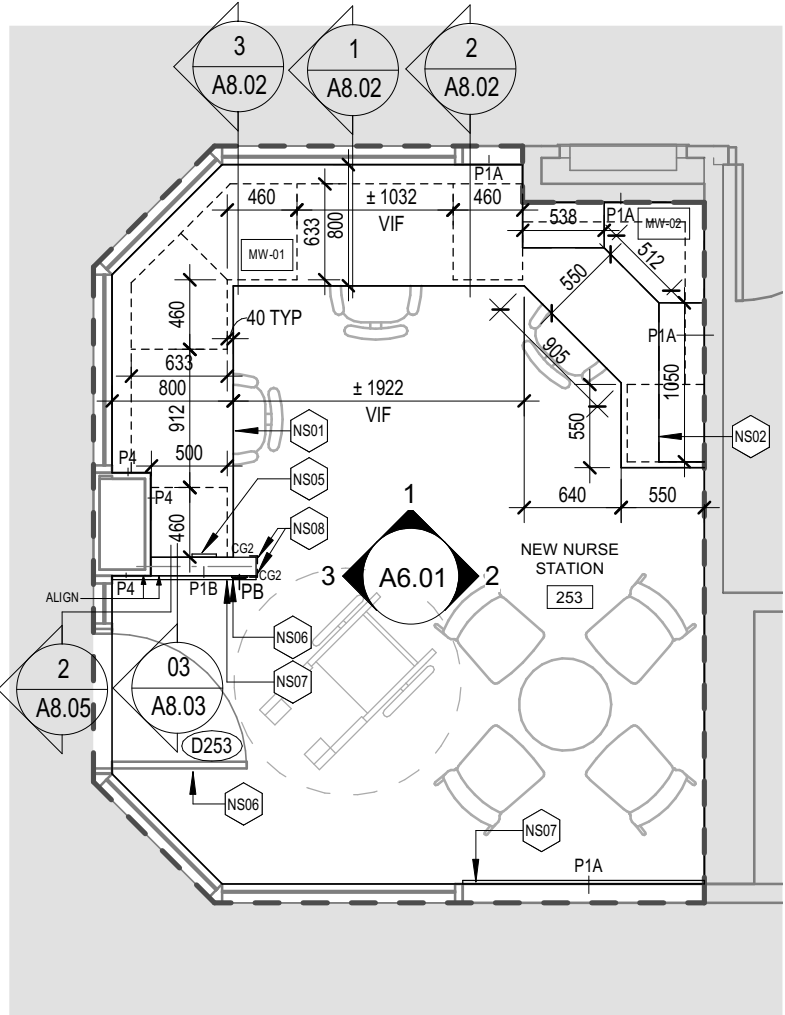 3
A8.02
1
A8.02
2
A8.02
P1A
460
± 1032
VIF
460
633
800
MW-01
538
P1A
MW-02
512
550
460
40 TYP
633
800
912
± 1922
VIF
905
P1A
1050
550
NS01
NS02
500
P4
P4
460
NS05
NS08
CG2
CG2
640
550
1
3
A6.01
2
NEW NURSE
STATION
253
ALIGN
P4
P1B
PB
NS06
NS07
2
A8.05
03
A8.03
D253
NS06
NS07
P1A